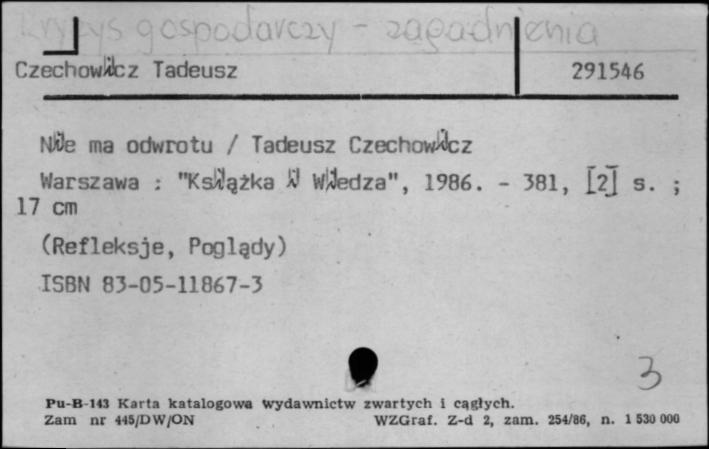 Kryzys gospodarczy - zagadnienia
Czechowicz Tadeusz 291546
Nie ma odwrotu / Tadeusz Czechowicz
Warszawa : "Książka i Wiedza", 1986. - 381, [2] s. ;
17 cm
(Refleksje, Poglądy)
ISBN 83-05-11867-3
3
Pu-B-143 Karta katalogowa wydawnictw zwartych i ciągłych.
Zam nr 445/DW/ON WZGraf. Z-d 2, zam. 254/86, n. 1 530 000